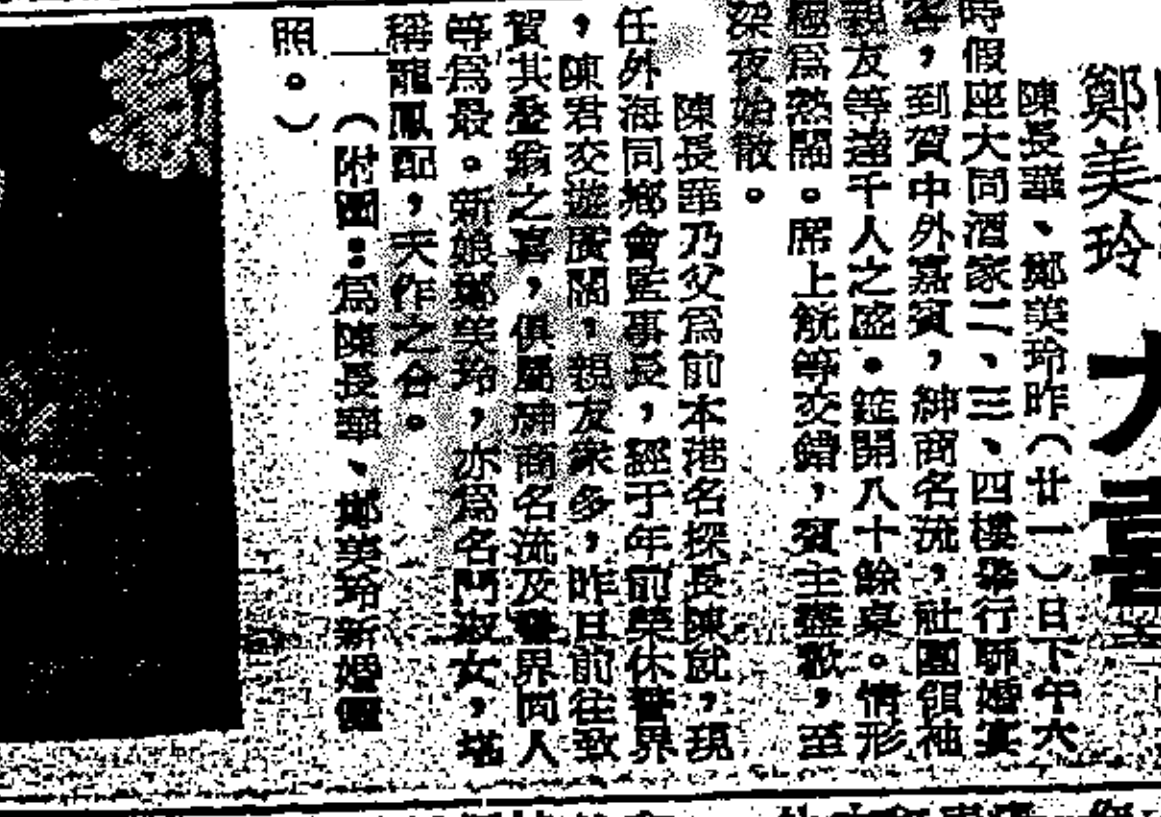 鄭美玲
大喜
陳長華、鄭美玲昨（廿一）日下午六
時假座大同酒家二、三、四樓舉行聯婚宴
客，到賀中外嘉賓，紳商名流，社團領袖
親友等達千人之盛。筵開八十餘桌。情形
極爲熱鬧。席上觥籌交錯，賓主盡歡，至
深夜始散。
陳長華乃父爲前本港名探長陳就，現
任外海同鄉會監事長，經于年前榮休警界
，陳君交遊廣闊，親友衆多，昨日前往致
賀其壘翁之喜，俱屬紳商名流及警界同人
等爲最。新娘鄭美玲，亦爲名門淑女，堪
稱龍鳳配，天作之合。
（附圖：爲陳長華、鄭美玲新婚儷
照。）